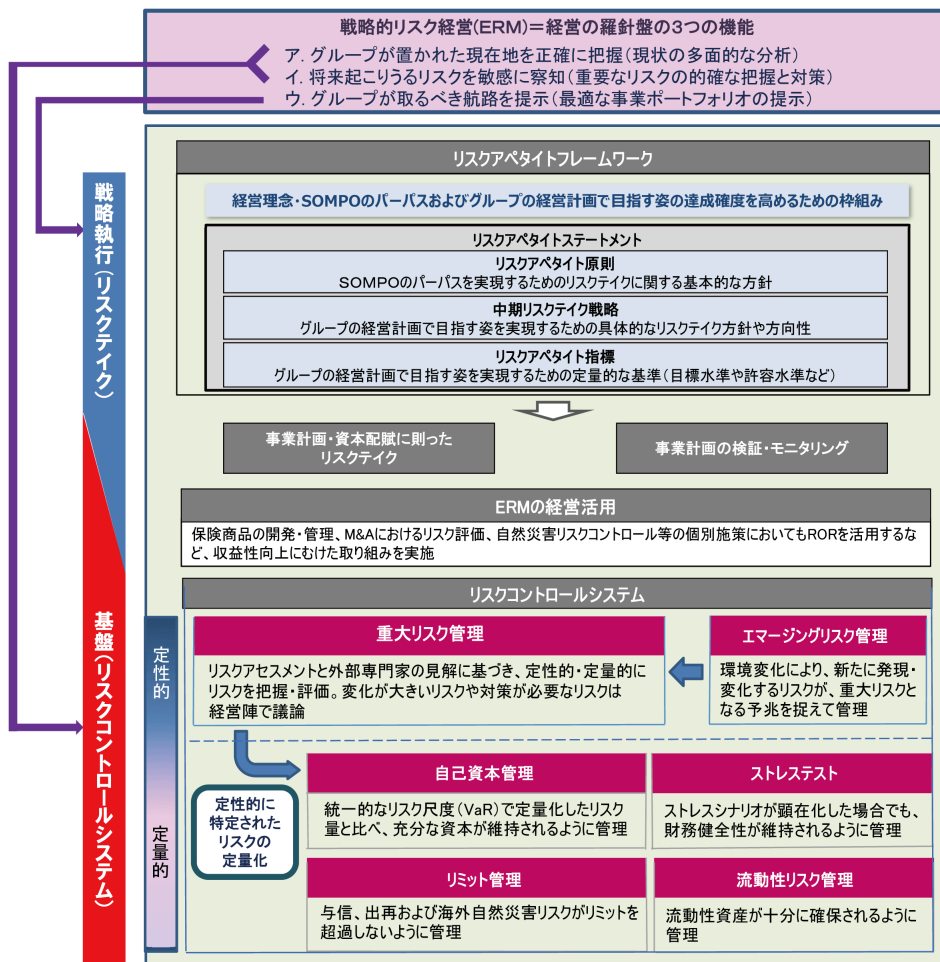 戦略的リスク経営(ERM)＝経営の羅針盤の3つの機能
ア．グループが置かれた現在地を正確に把握(現状の多面的な分析)
イ．将来起こりうるリスクを敏感に察知(重要なリスクの的確な把握と対策)
ウ．グループが取るべき航路を提示(最適な事業ポートフォリオの提示)
戦略執行(リスクテイク)
リスクアペタイトフレームワーク
経営理念・SOMPOのパーパスおよびグループの経営計画で目指す姿の達成確度を高めるための枠組み
リスクアペタイトステートメント
リスクアペタイト原則
SOMPOのパーパスを実現するためのリスクテイクに関する基本的な方針
中期リスクテイク戦略
グループの経営計画で目指す姿を実現するための具体的なリスクテイク方針や方向性
リスクアペタイト指標
グループの経営計画で目指す姿を実現するための定量的な基準(目標水準や許容水準など)
事業計画・資本配賦に則った
リスクテイク
事業計画の検証・モニタリング
ERMの経営活用
保険商品の開発・管理、M&Aにおけるリスク評価、自然災害リスクコントロール等の個別施策においてもRORを活用するな
ど、収益性向上にむけた取り組みを実施
基盤(リスクコントロールシステム)
リスクコントロールシステム
定性的
重大リスク管理
リスクアセスメントと外部専門家の見解に基づき、定性的・定量的に
リスクを把握・評価。変化が大きいリスクや対策が必要なリスクは
経営陣で議論
エマージングリスク管理
環境変化により、新たに発現・
変化するリスクが、重大リスクと
なる予兆を捉えて管理
定量的
定性的に
特定された
リスクの
定量化
自己資本管理
統一的なリスク尺度(VaR)で定量化したリスク
量と比べ、充分な資本が維持されるように管理
ストレステスト
ストレスシナリオが顕在化した場合でも、
財務健全性が維持されるように管理
リミット管理
与信、出再および海外自然災害リスクがリミットを
超過しないように管理
流動性リスク管理
流動性資産が十分に確保されるように
管理